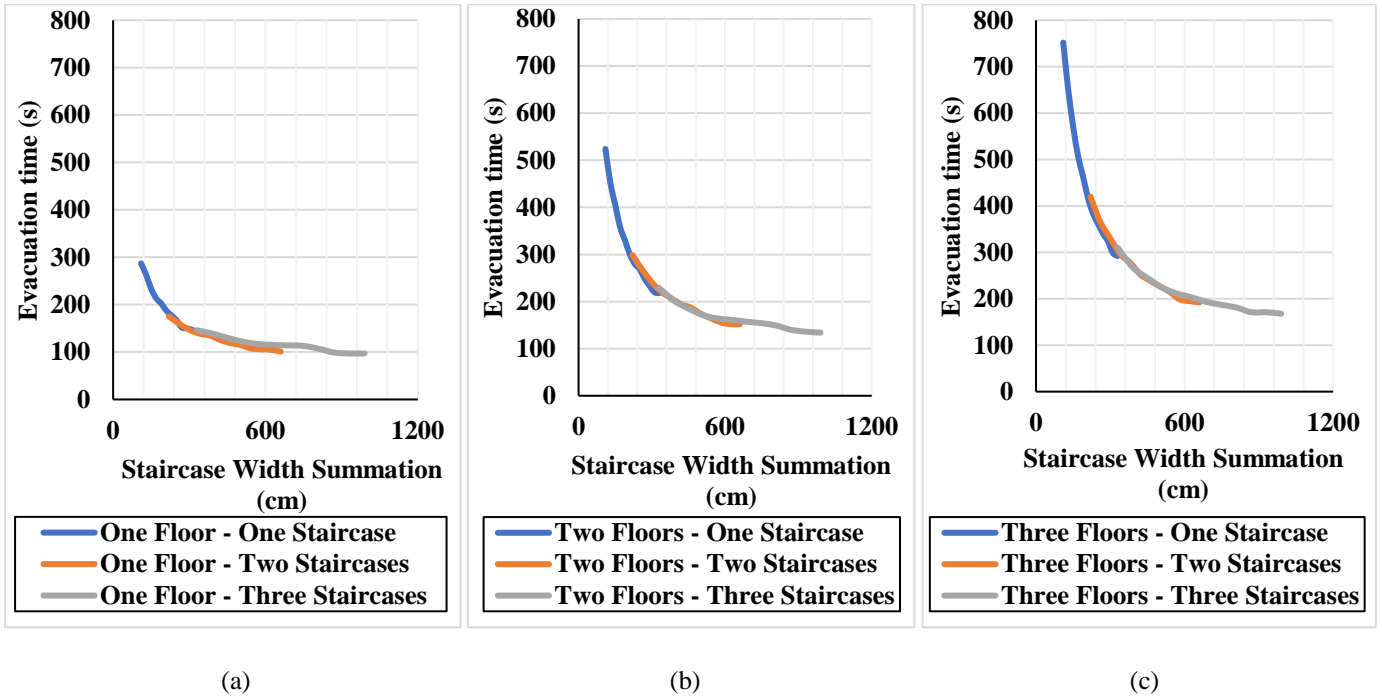 800
700
600
500
400
300
200
100
0
Evacuation time (s)
0 600 1200
Staircase Width Summation
(cm)
One Floor - One Staircase
One Floor - Two Staircases
One Floor - Three Staircases
(a)
800
700
600
500
400
300
200
100
0
Evacuation time (s)
0 600 1200
Staircase Width Summation
(cm)
Two Floors - One Staircase
Two Floors - Two Staircases
Two Floors - Three Staircases
(b)
800
700
600
500
400
300
200
100
0
Evacuation time (s)
0 600 1200
Staircase Width Summation
(cm)
Three Floors - One Staircase
Three Floors - Two Staircases
Three Floors - Three Staircases
(c)